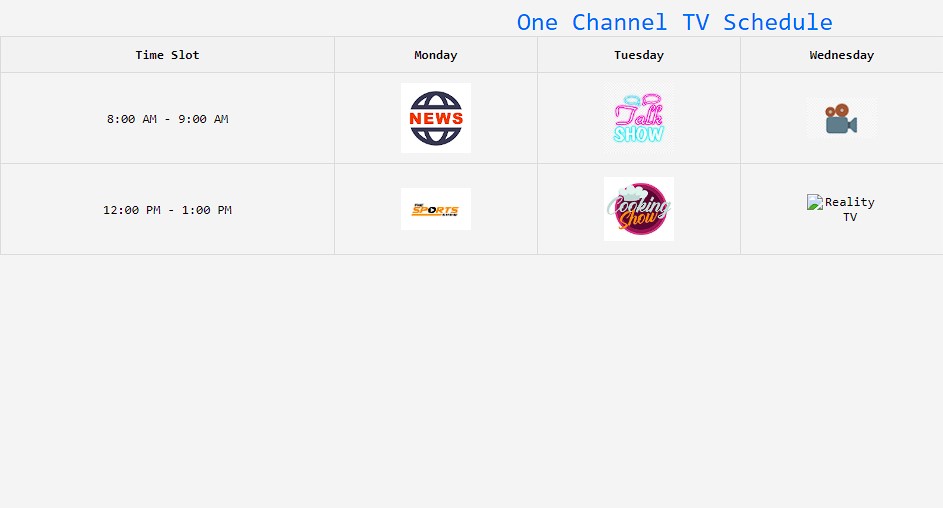 One Channel TV Schedule
Time Slot Monday Tuesday Wednesday
8:00 AM - 9:00 AM NEWS Talk SHOW
12:00 PM - 1:00 PM THE SPORTS Cooking Show Reality TV